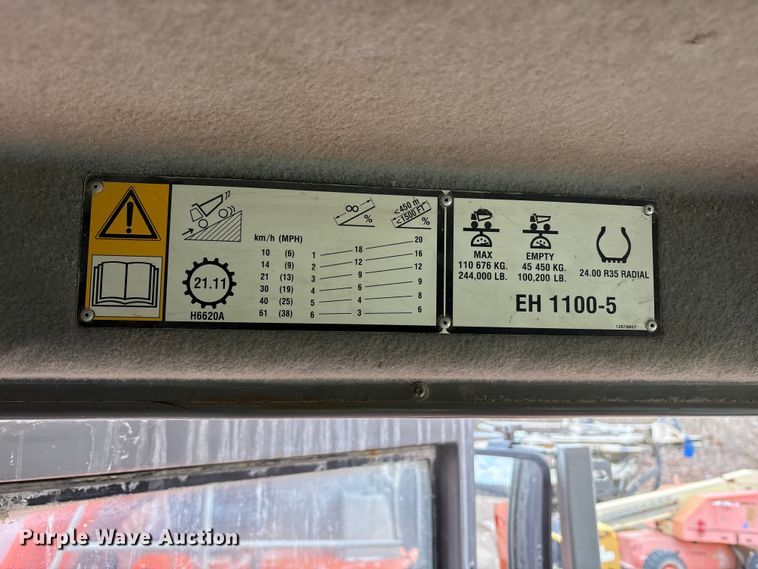 ∞ %
<450 m
<1500 FT %
km/h (MPH)
10 (6) 1 18 20
14 (9) 2 12 16
21 (13) 3 9 12
30 (19) 4 6 9
40 (25) 5 4 8
61 (38) 6 3 6
21.11
H6620A
MAX
110 676 KG.
244,000 LB.
EMPTY
45 450 KG.
100,200 LB.
24.00 R35 RADIAL
EH 1100-5
Purple Wave Auction